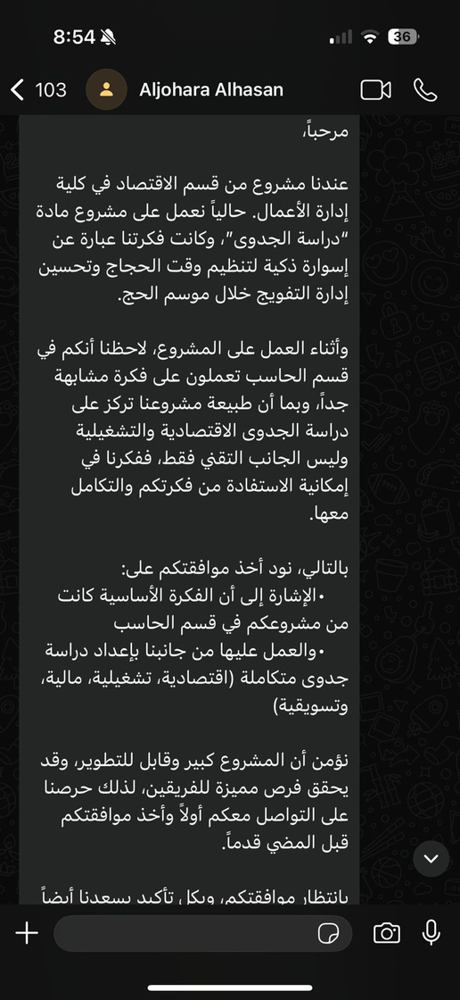 8:54
36
103
Aljohara Alhasan
مرحباً،
عندنا مشروع من قسم الاقتصاد في كلية
إدارة الأعمال. حالياً نعمل على مشروع مادة
“دراسة الجدوى”، وكانت فكرتنا عبارة عن
إسوارة ذكية لتنظيم وقت الحجاج وتحسين
إدارة التفويج خلال موسم الحج.
وأثناء العمل على المشروع، لاحظنا أنكم في
قسم الحاسب تعملون على فكرة مشابهة
جداً، وبما أن طبيعة مشروعنا تركز على
دراسة الجدوى الاقتصادية والتشغيلية
وليس الجانب التقني فقط، ففكرنا في
إمكانية الاستفادة من فكرتكم والتكامل
معها.
بالتالي، نود أخذ موافقتكم على:
•الإشارة إلى أن الفكرة الأساسية كانت
من مشروعكم في قسم الحاسب
•والعمل عليها من جانبنا بإعداد دراسة
جدوى متكاملة (اقتصادية، تشغيلية، مالية،
وتسويقية)
نؤمن أن المشروع كبير وقابل للتطوير، وقد
يحقق فرص مميزة للفريقين، لذلك حرصنا
على التواصل معكم أولاً وأخذ موافقتكم
قبل المضي قدماً.
بانتظار موافقتكم، وبكل تأكيد يسعدنا أيضاً